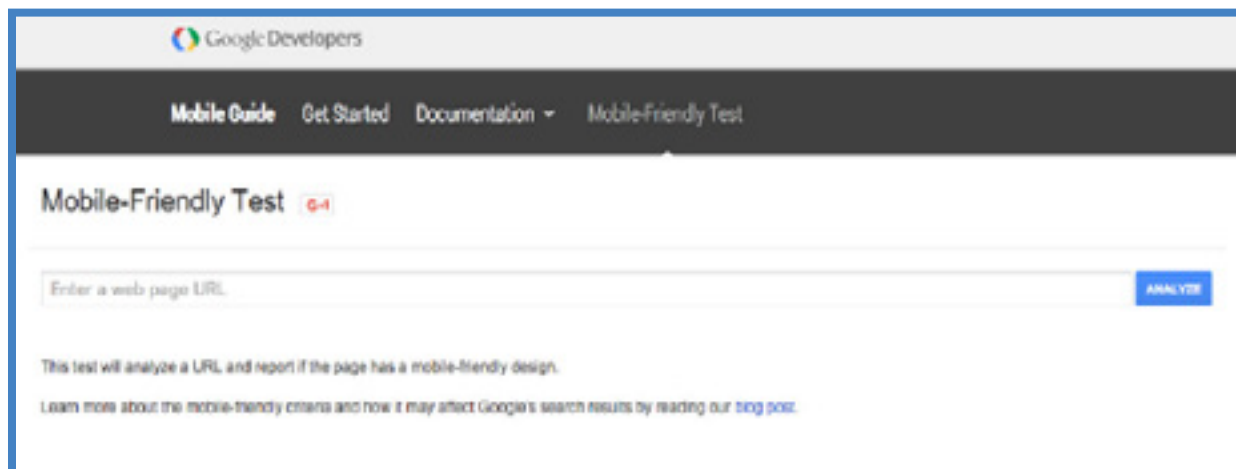 Google Developers
Mobile Guide Get Started Documentation Mobile-Friendly Test
Mobile-Friendly Test
Enter a web page URL
ANALYZE
This test will analyze a URL and report if the page has a mobile-friendly design.
Learn more about the mobile-friendly criteria and how it may affect Google's search results by reading our blog post.